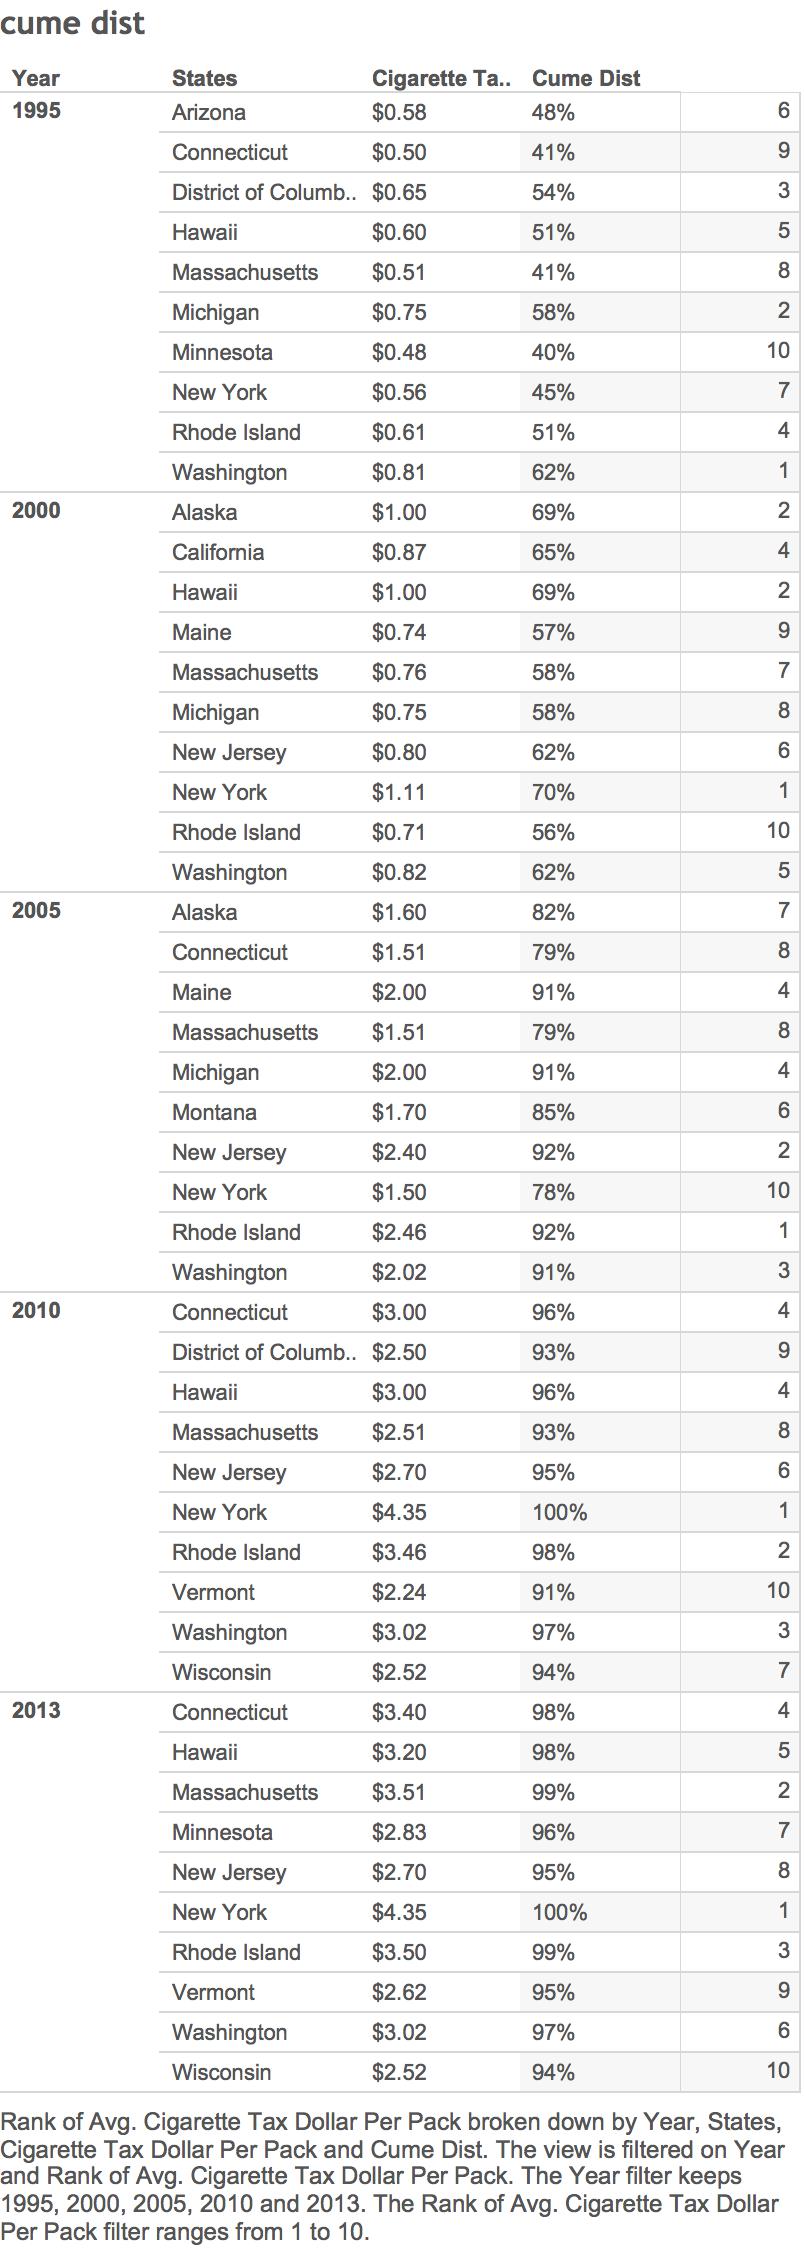 cume dist
Year States Cigarette Ta.. Cume Dist
1995 Arizona $0.58 48% 6
Connecticut $0.50 41% 9
District of Columb.. $0.65 54% 3
Hawaii $0.60 51% 5
Massachusetts $0.51 41% 8
Michigan $0.75 58% 2
Minnesota $0.48 40% 10
New York $0.56 45% 7
Rhode Island $0.61 51% 4
Washington $0.81 62% 1
2000 Alaska $1.00 69% 2
California $0.87 65% 4
Hawaii $1.00 69% 2
Maine $0.74 57% 9
Massachusetts $0.76 58% 7
Michigan $0.75 58% 8
New Jersey $0.80 62% 6
New York $1.11 70% 1
Rhode Island $0.71 56% 10
Washington $0.82 62% 5
2005 Alaska $1.60 82% 7
Connecticut $1.51 79% 8
Maine $2.00 91% 4
Massachusetts $1.51 79% 8
Michigan $2.00 91% 4
Montana $1.70 85% 6
New Jersey $2.40 92% 2
New York $1.50 78% 10
Rhode Island $2.46 92% 1
Washington $2.02 91% 3
2010 Connecticut $3.00 96% 4
District of Columb.. $2.50 93% 9
Hawaii $3.00 96% 4
Massachusetts $2.51 93% 8
New Jersey $2.70 95% 6
New York $4.35 100% 1
Rhode Island $3.46 98% 2
Vermont $2.24 91% 10
Washington $3.02 97% 3
Wisconsin $2.52 94% 7
2013 Connecticut $3.40 98% 4
Hawaii $3.20 98% 5
Massachusetts $3.51 99% 2
Minnesota $2.83 96% 7
New Jersey $2.70 95% 8
New York $4.35 100% 1
Rhode Island $3.50 99% 3
Vermont $2.62 95% 9
Washington $3.02 97% 6
Wisconsin $2.52 94% 10
Rank of Avg. Cigarette Tax Dollar Per Pack broken down by Year, States,
Cigarette Tax Dollar Per Pack and Cume Dist. The view is filtered on Year
and Rank of Avg. Cigarette Tax Dollar Per Pack. The Year filter keeps
1995, 2000, 2005, 2010 and 2013. The Rank of Avg. Cigarette Tax Dollar
Per Pack filter ranges from 1 to 10.